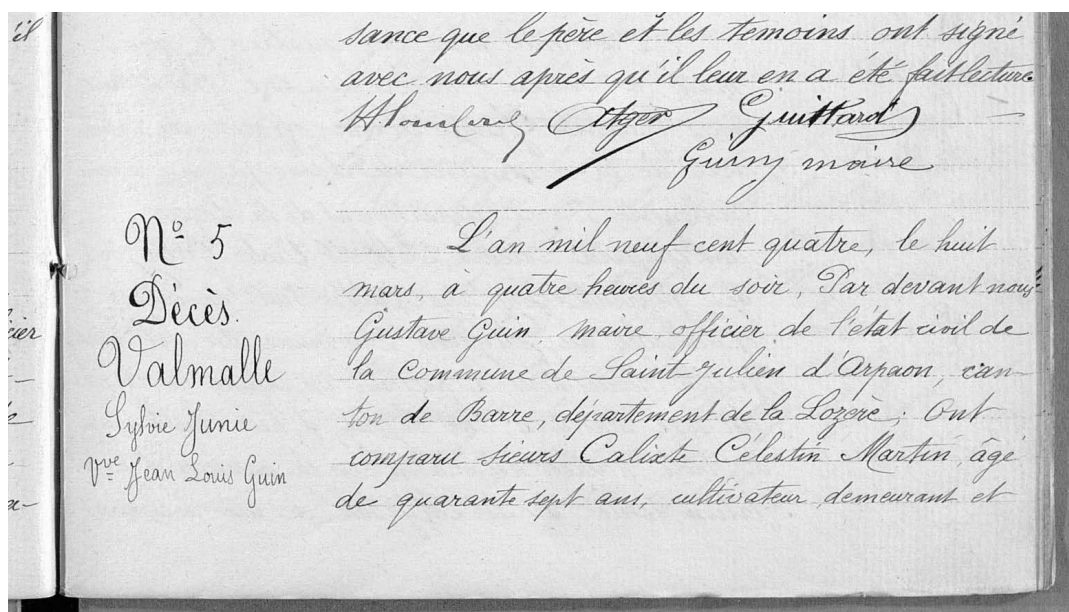 sance que le père et les temoins ont signé
avec nous après qu'il leur en a été fait lecture
Atger Guittard
Guin maire
N° 5
Décès.
Valmalle
Sylvie Junie
Vve Jean Louis Guin
L'an mil neuf cent quatre, le huit
mars, à quatre heures du soir, Par devant nous
Gustave Guin, maire, officier de l'état civil de
la commune de Saint-Julien d'Arpaon, can-
ton de Barre, département de la Lozère; Ont
comparu sieurs Calixte Célestin Martin, âgé
de quarante sept ans, cultivateur, demeurant et
il